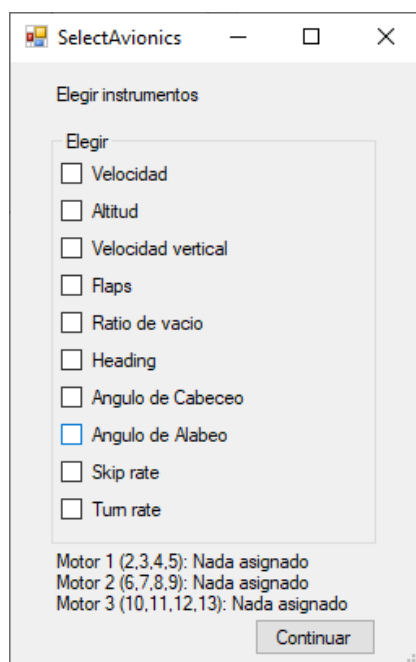 SelectAvionics
Elegir instrumentos
Elegir
Velocidad
Altitud
Velocidad vertical
Flaps
Ratio de vacio
Heading
Angulo de Cabeceo
Angulo de Alabeo
Skip rate
Turn rate
Motor 1 (2,3,4,5): Nada asignado
Motor 2 (6,7,8,9): Nada asignado
Motor 3 (10,11,12,13): Nada asignado
Continuar